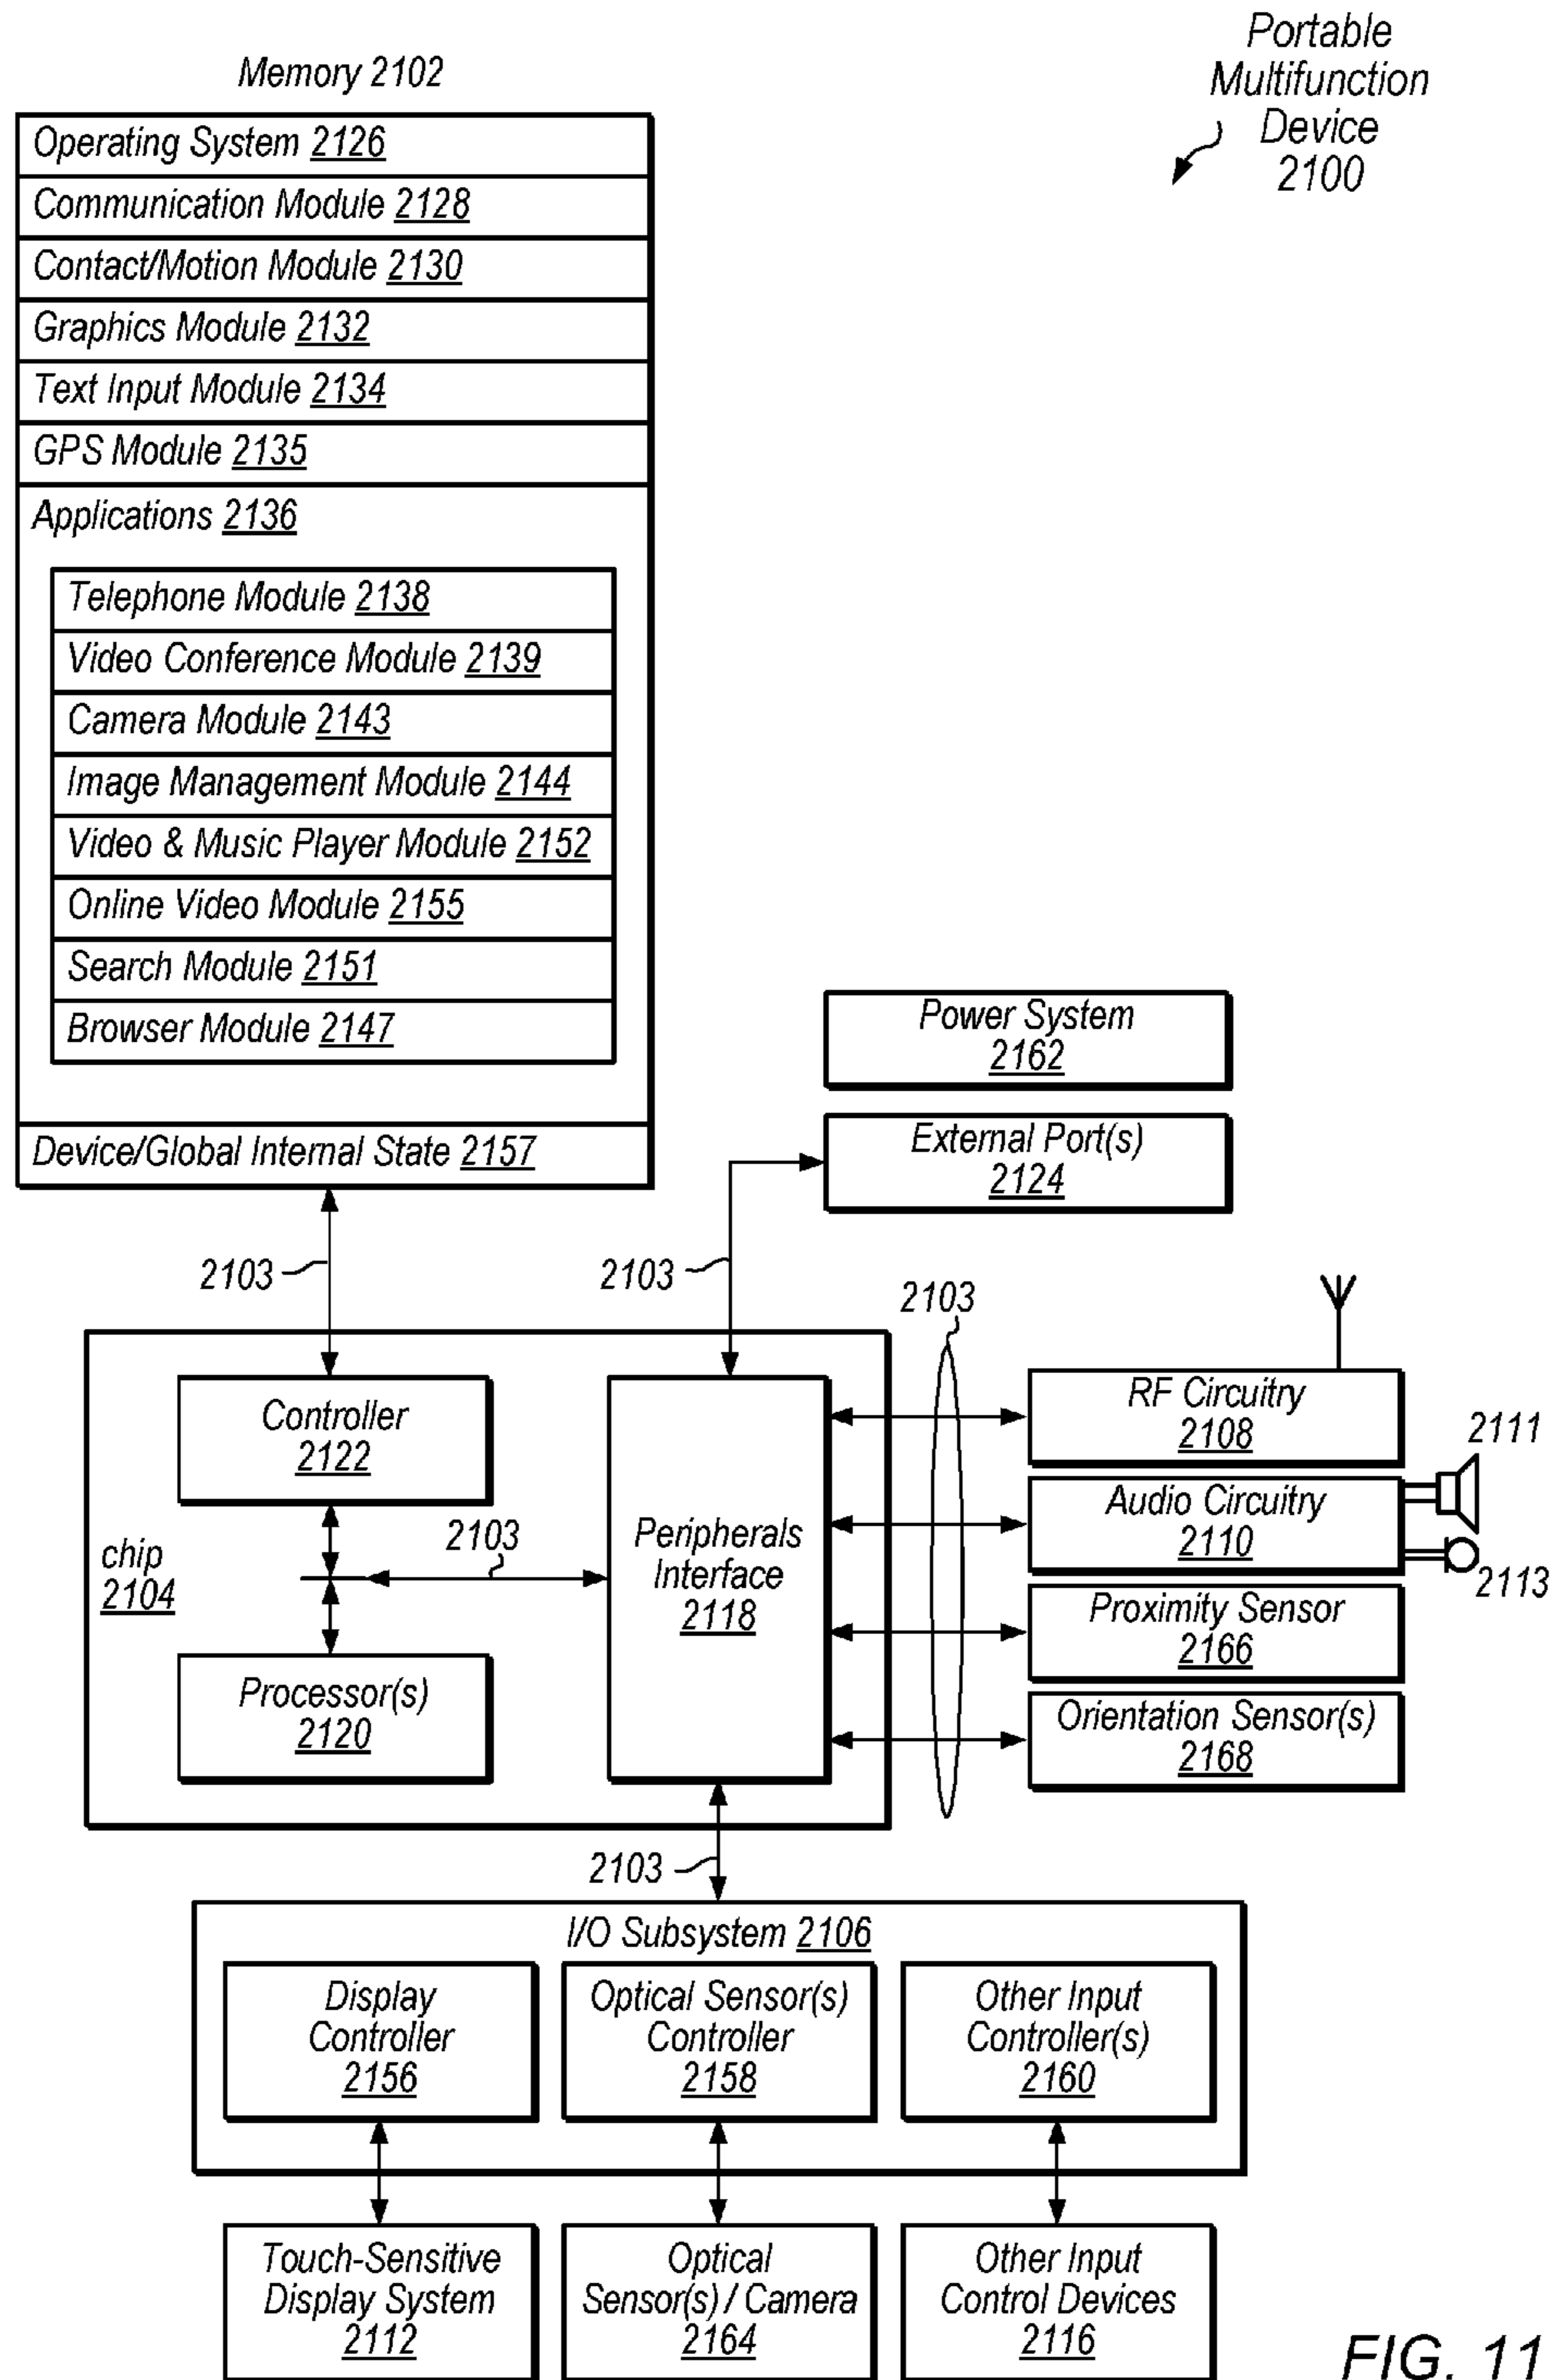 Portable
Multifunction
Device
2100
Memory 2102
Operating System 2126
Communication Module 2128
Contact/Motion Module 2130
Graphics Module 2132
Text Input Module 2134
GPS Module 2135
Applications 2136
Telephone Module 2138
Video Conference Module 2139
Camera Module 2143
Image Management Module 2144
Video & Music Player Module 2152
Online Video Module 2155
Search Module 2151
Browser Module 2147
Device/Global Internal State 2157
Power System
2162
External Port(s)
2124
2103
2103
2103
chip
2104
Controller
2122
2103
Processor(s)
2120
Peripherals
Interface
2118
RF Circuitry
2108
Audio Circuitry
2110
2111
2113
Proximity Sensor
2166
Orientation Sensor(s)
2168
2103
I/O Subsystem 2106
Display
Controller
2156
Optical Sensor(s)
Controller
2158
Other Input
Controller(s)
2160
Touch-Sensitive
Display System
2112
Optical
Sensor(s) / Camera
2164
Other Input
Control Devices
2116
FIG. 11